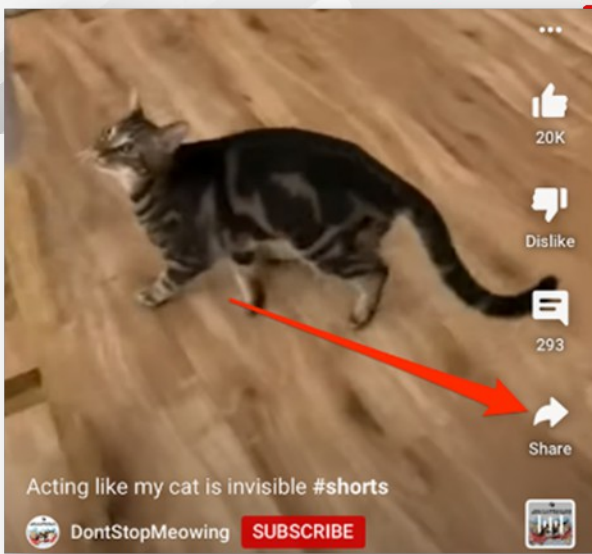 20K
Dislike
293
Share
Acting like my cat is invisible #shorts
DontStopMeowing
SUBSCRIBE